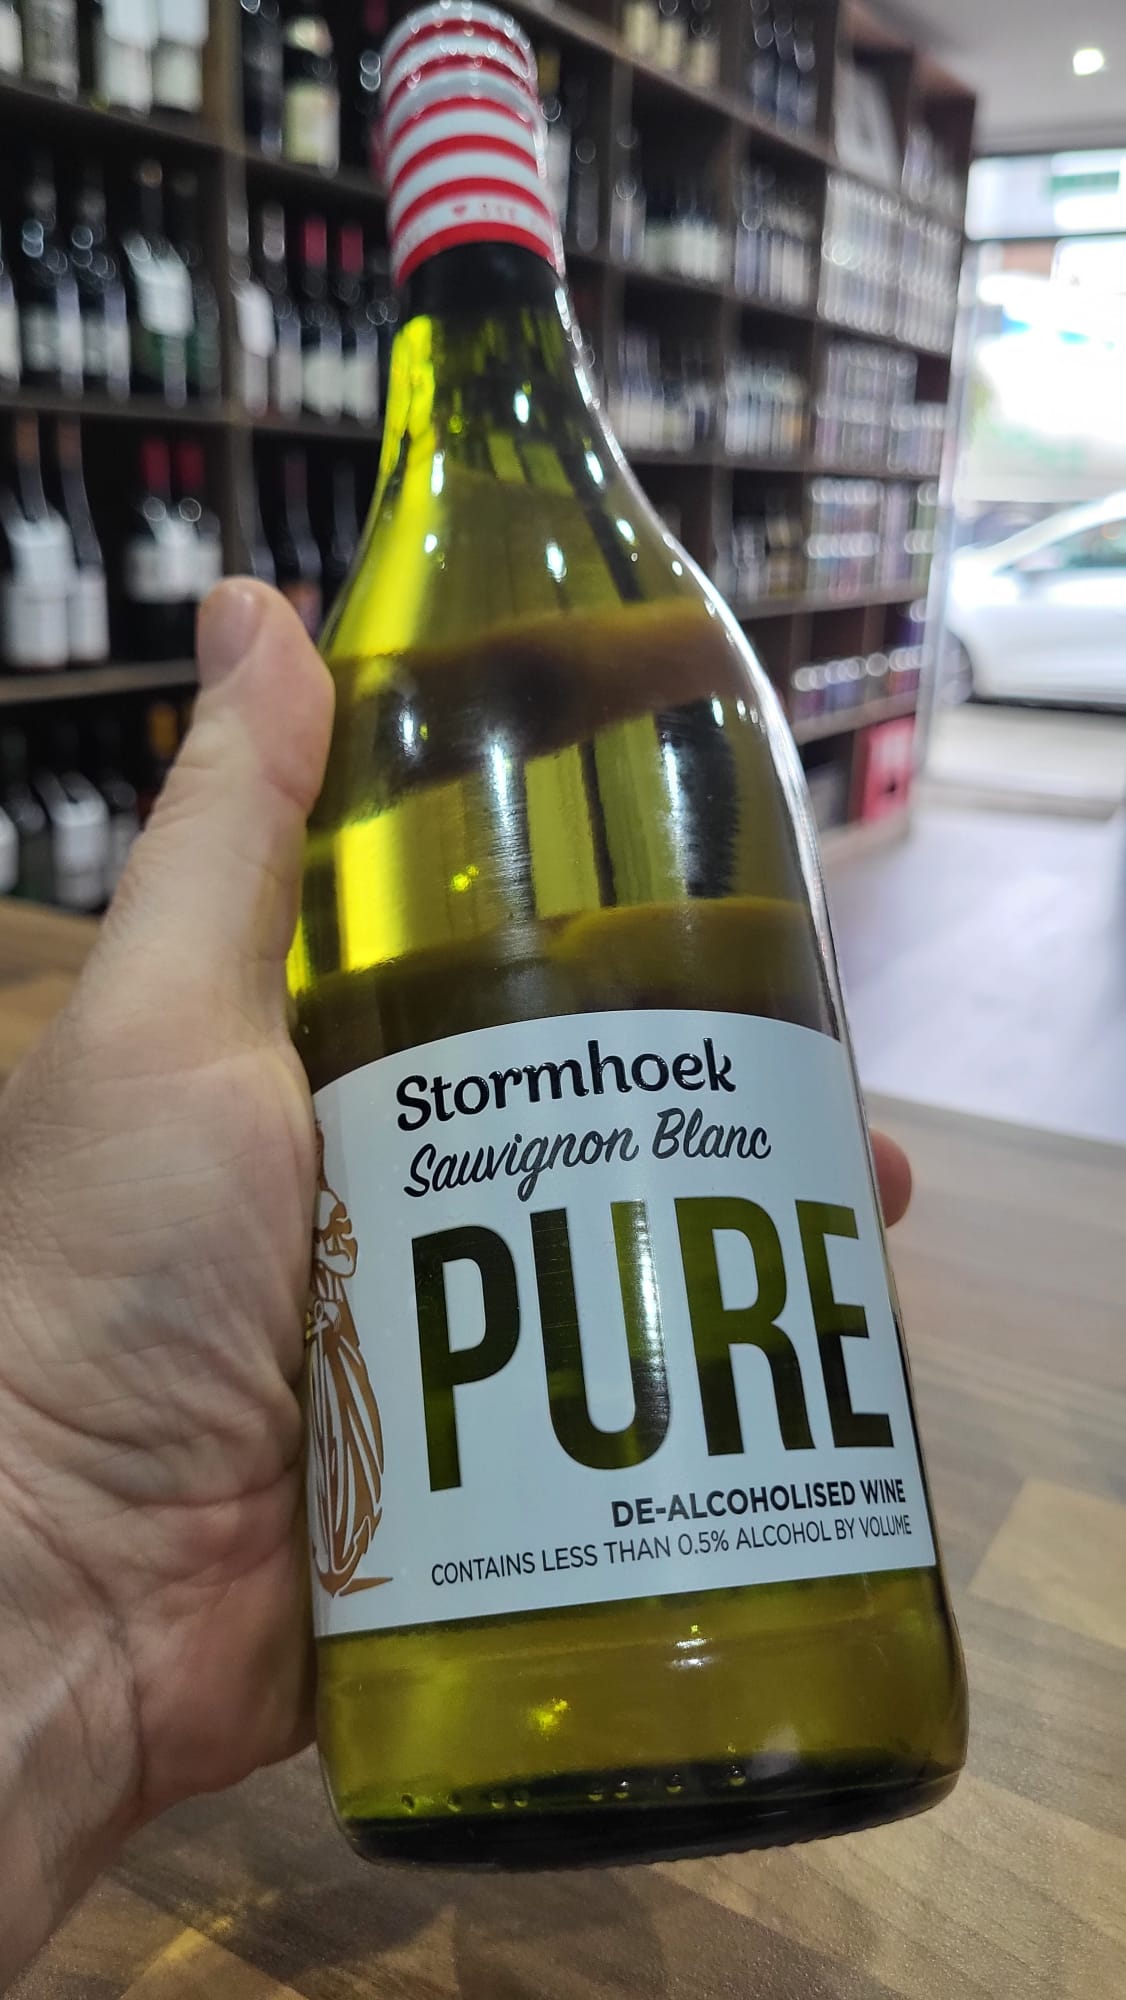 Stormhoek
Sauvignon Blanc
PURE
DE-ALCOHOLISED WINE
CONTAINS LESS THAN 0.5% ALCOHOL BY VOLUME